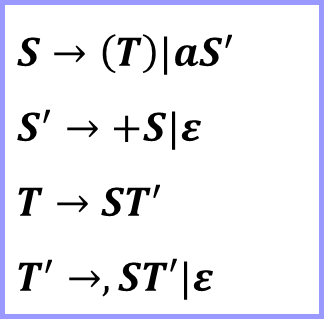 S → (T)|aS′
S′ → +S|ε
T → ST′
T′ →, ST′|ε